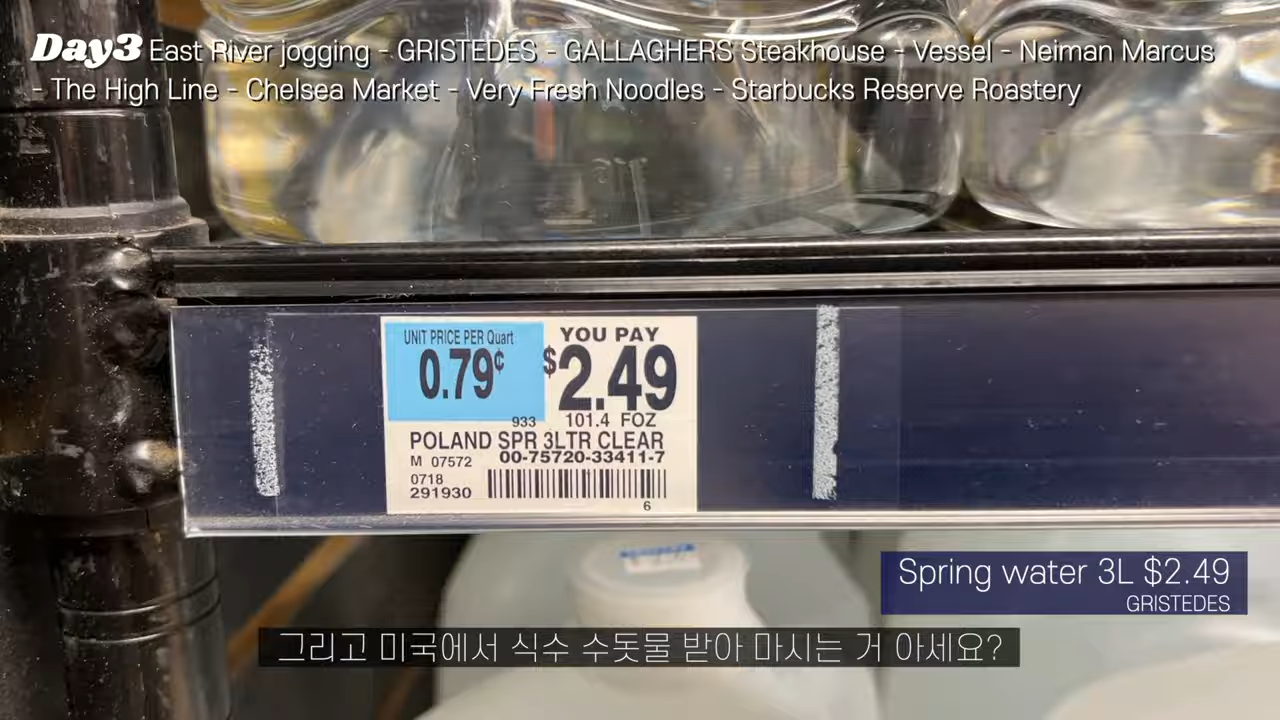 Day3 East River jogging - GRISTEDES - GALLAGHERS Steakhouse - Vessel - Neiman Marcus
- The High Line - Chelsea Market - Very Fresh Noodles - Starbucks Reserve Roastery
UNIT PRICE PER Quart
0.79¢
YOU PAY
$2.49
933 101.4 FOZ
POLAND SPR 3LTR CLEAR
M 07572 00-75720-33411-7
0718
291930
6
Spring water 3L $2.49
GRISTEDES
그리고 미국에서 식수 수돗물 받아 마시는 거 아세요?